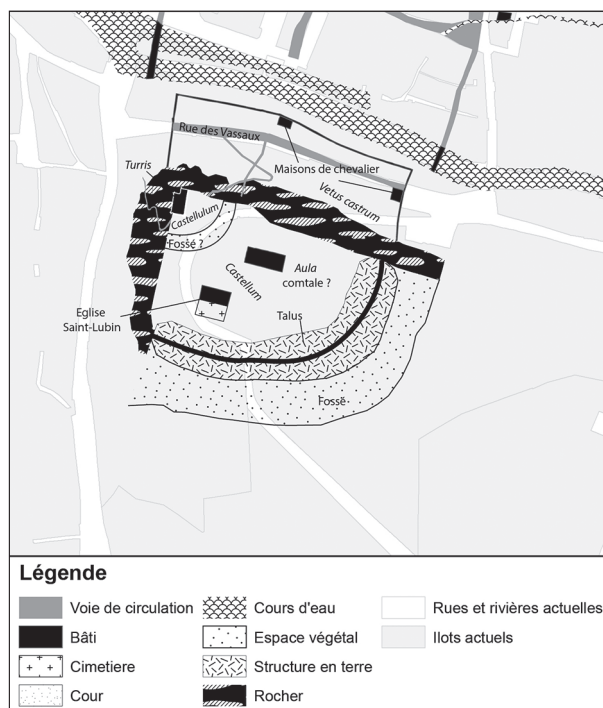 Rue des Vassaux
Turris
Maisons de chevalier
Vetus castrum
Castellulum
Fossé ?
Castellum
Aula
comtale ?
Eglise
Saint-Lubin
Talus
Fossé
Légende
Voie de circulation
Cours d'eau
Rues et rivières actuelles
Bâti
Espace végétal
Ilots actuels
Cimetiere
Structure en terre
Cour
Rocher